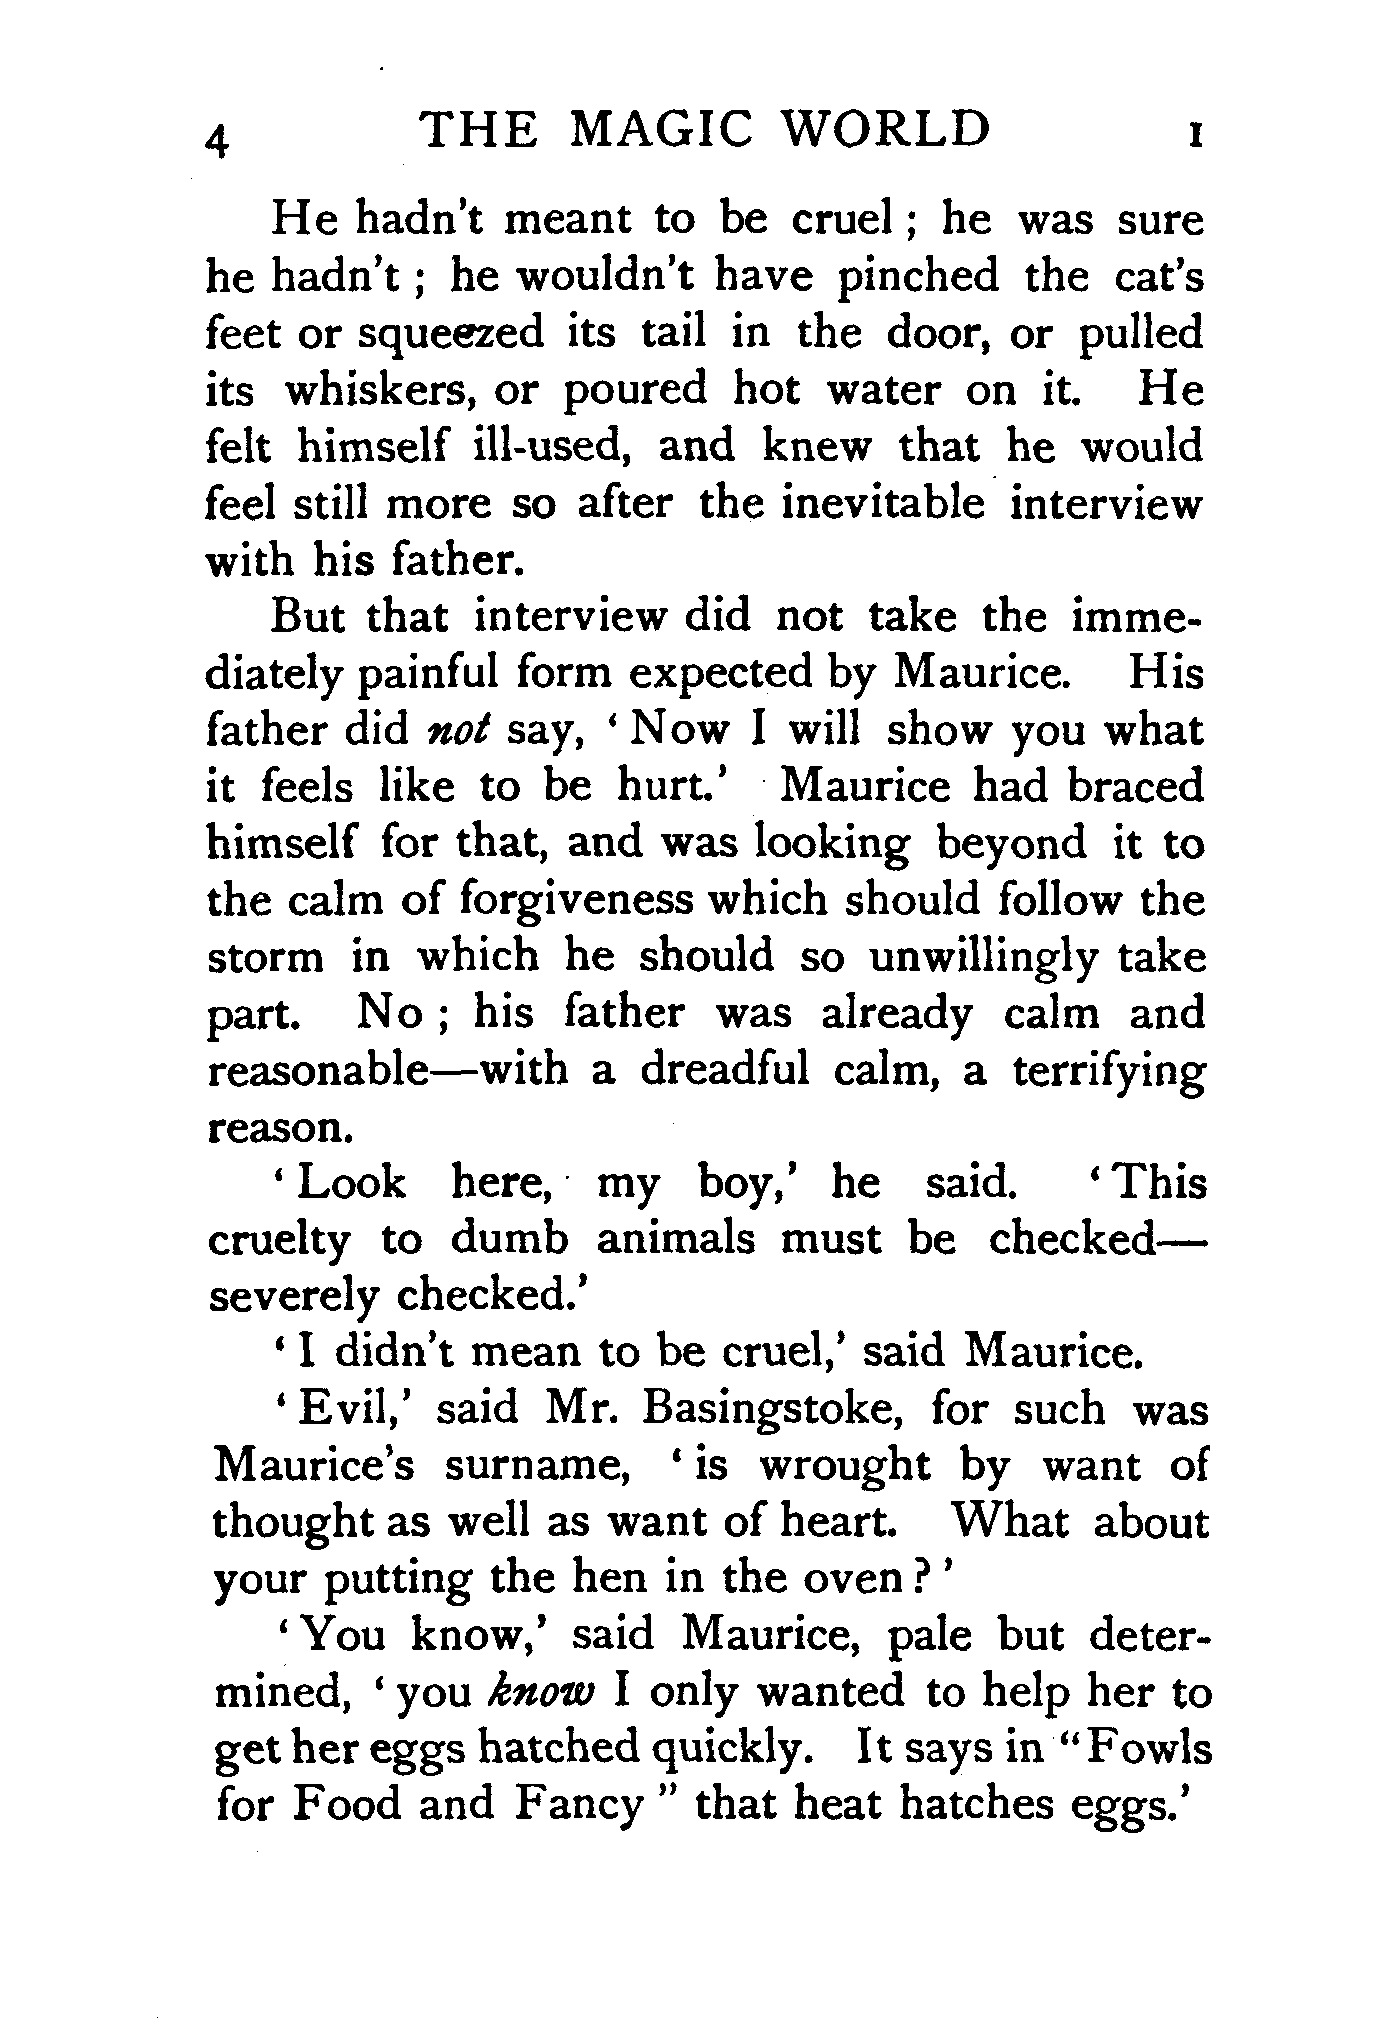 4 THE MAGIC WORLD I
He hadn't meant to be cruel ; he was sure
he hadn't ; he wouldn't have pinched the cat's
feet or squeezed its tail in the door, or pulled
its whiskers, or poured hot water on it. He
felt himself ill-used, and knew that he would
feel still more so after the inevitable interview
with his father.
But that interview did not take the imme-
diately painful form expected by Maurice. His
father did not say, ‘ Now I will show you what
it feels like to be hurt.’ Maurice had braced
himself for that, and was looking beyond it to
the calm of forgiveness which should follow the
storm in which he should so unwillingly take
part. No ; his father was already calm and
reasonable—with a dreadful calm, a terrifying
reason.
‘ Look here, my boy,’ he said. ‘ This
cruelty to dumb animals must be checked—
severely checked.’
‘ I didn't mean to be cruel,’ said Maurice.
‘ Evil,’ said Mr. Basingstoke, for such was
Maurice's surname, ‘ is wrought by want of
thought as well as want of heart. What about
your putting the hen in the oven ? ’
‘ You know,’ said Maurice, pale but deter-
mined, ‘ you know I only wanted to help her to
get her eggs hatched quickly. It says in “ Fowls
for Food and Fancy ” that heat hatches eggs.’